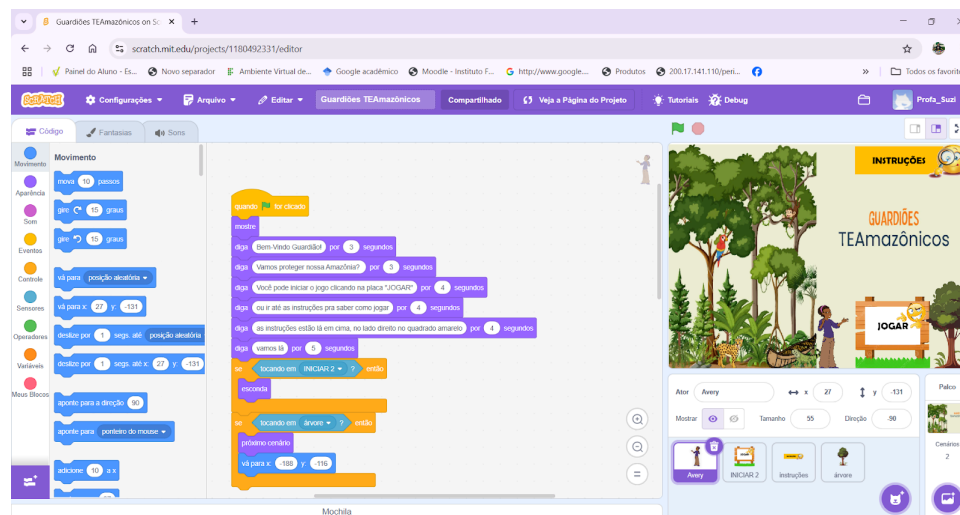 Guardiões TEAmazônicos on Sc
scratch.mit.edu/projects/1180492331/editor
Painel do Aluno - Es... Novo separador Ambiente Virtual de... Google acadêmico Moodle - Instituto F... http://www.google.... Produtos 200.17.141.110/peri... » Todos os favorito
SCRATCH Configurações Arquivo Editar Guardiões TEAmazônicos Compartilhado Veja a Página do Projeto Tutoriais Debug Profa_Suzi
Código Fantasias Sons
Movimento
Aparência
Som
Eventos
Controle
Sensores
Operadores
Variáveis
Meus Blocos
Movimento
mova 10 passos
gire 15 graus
gire 15 graus
vá para posição aleatória
vá para x: 27 y: -131
deslize por 1 segs. até posição aleatória
deslize por 1 segs. até x: 27 y: -131
aponte para a direção 90
aponte para ponteiro do mouse
adicione 10 a x
quando for clicado
mostre
diga Bem-Vindo Guardião! por 3 segundos
diga Vamos proteger nossa Amazônia? por 3 segundos
diga Você pode iniciar o jogo clicando na placa "JOGAR" por 4 segundos
diga ou ir até as instruções pra saber como jogar por 4 segundos
diga as instruções estão lá em cima, no lado direito no quadrado amarelo por 4 segundos
diga vamos lá por 5 segundos
se tocando em INICIAR 2 ? então
esconda
se tocando em árvore ? então
próximo cenário
vá para x: -188 y: -116
Mochila
INSTRUÇÕES
GUARDIÕES
TEAmazônicos
JOGAR
Ator Avery x 27 y -131
Mostrar Tamanho 55 Direção -90
Avery INICIAR 2 instruções árvore
Palco
Cenários
2